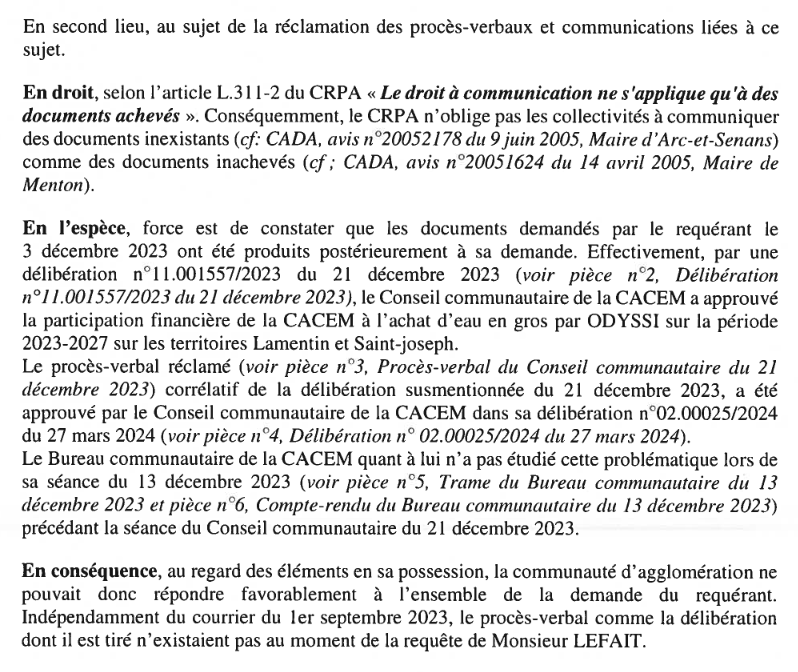 En second lieu, au sujet de la réclamation des procès-verbaux et communications liées à ce
sujet.
En droit, selon l'article L.311-2 du CRPA « Le droit à communication ne s'applique qu'à des
documents achevés ». Conséquemment, le CRPA n'oblige pas les collectivités à communiquer
des documents inexistants (cf: CADA, avis n°20052178 du 9 juin 2005, Maire d'Arc-et-Senans)
comme des documents inachevés (cf ; CADA, avis n°20051624 du 14 avril 2005, Maire de
Menton).
En l'espèce, force est de constater que les documents demandés par le requérant le
3 décembre 2023 ont été produits postérieurement à sa demande. Effectivement, par une
délibération n°11.001557/2023 du 21 décembre 2023 (voir pièce n°2, Délibération
n°11.001557/2023 du 21 décembre 2023), le Conseil communautaire de la CACEM a approuvé
la participation financière de la CACEM à l'achat d'eau en gros par ODYSSI sur la période
2023-2027 sur les territoires Lamentin et Saint-joseph.
Le procès-verbal réclamé (voir pièce n°3, Procès-verbal du Conseil communautaire du 21
décembre 2023) corrélatif de la délibération susmentionnée du 21 décembre 2023, a été
approuvé par le Conseil communautaire de la CACEM dans sa délibération n°02.00025/2024
du 27 mars 2024 (voir pièce n°4, Délibération n° 02.00025/2024 du 27 mars 2024).
Le Bureau communautaire de la CACEM quant à lui n'a pas étudié cette problématique lors de
sa séance du 13 décembre 2023 (voir pièce n°5, Trame du Bureau communautaire du 13
décembre 2023 et pièce n°6, Compte-rendu du Bureau communautaire du 13 décembre 2023)
précédant la séance du Conseil communautaire du 21 décembre 2023.
En conséquence, au regard des éléments en sa possession, la communauté d'agglomération ne
pouvait donc répondre favorablement à l'ensemble de la demande du requérant.
Indépendamment du courrier du 1er septembre 2023, le procès-verbal comme la délibération
dont il est tiré n'existaient pas au moment de la requête de Monsieur LEFAIT.